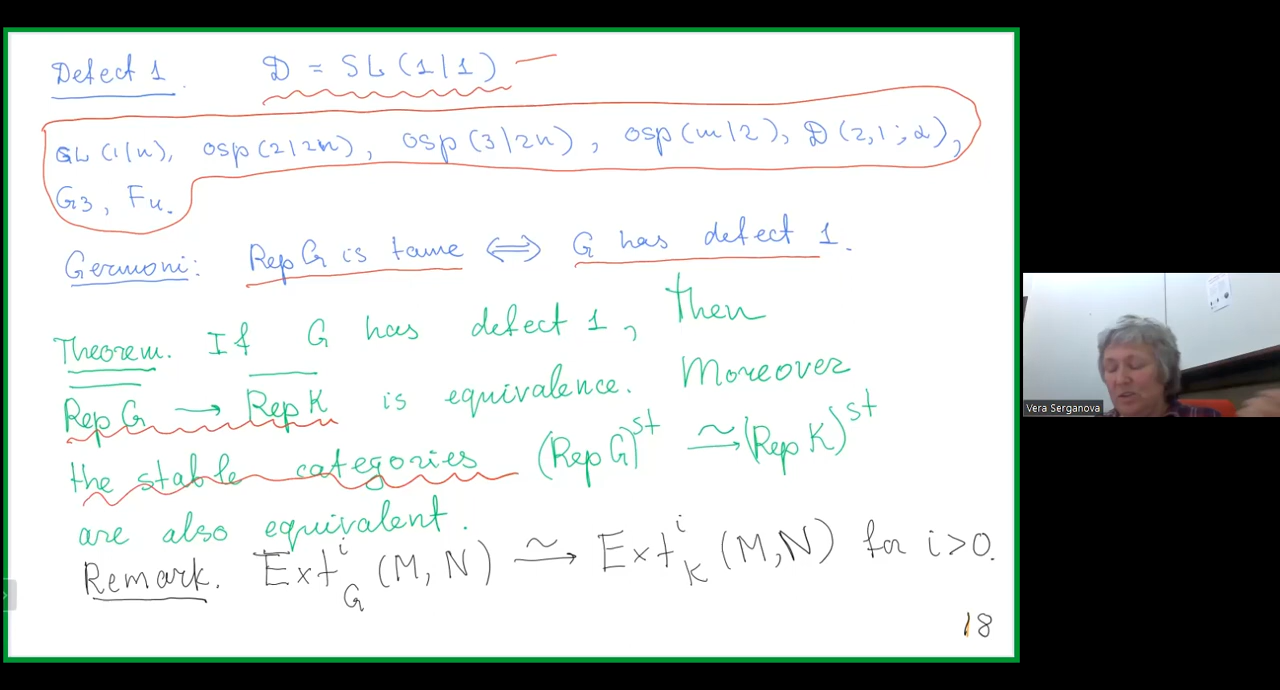 Defect 1. D = SL(1|1)
SL(1|n), osp(2|2n), osp(3|2n), osp(m|2), D(2,1;α),
G3, F4.
Germoni: Rep G is tame ⟺ G has defect 1.
Theorem. If G has defect 1, then
Rep G → Rep K is equivalence. Moreover
the stable categories (Rep G)^st ⥲ (Rep K)^st
are also equivalent.
Remark. Ext^i_G (M, N) ⥲ Ext^i_K (M, N) for i>0.
18
Vera Serganova